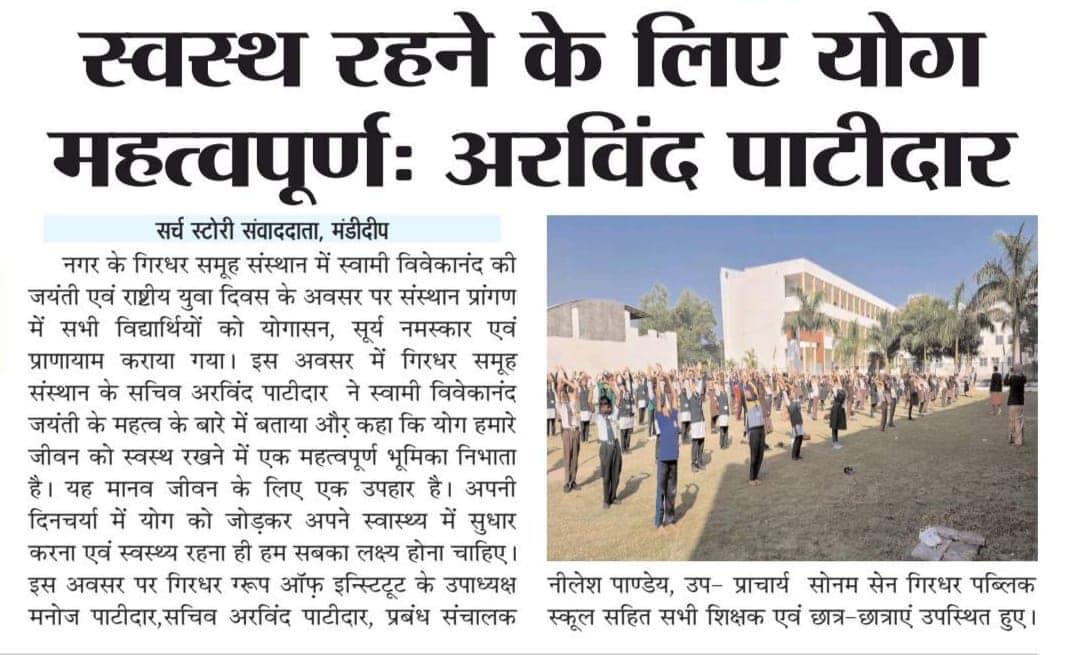 स्वस्थ रहने के लिए योग
महत्वपूर्णः अरविंद पाटीदार
सर्च स्टोरी संवाददाता, मंडीदीप
नगर के गिरधर समूह संस्थान में स्वामी विवेकानंद की
जयंती एवं राष्ट्रीय युवा दिवस के अवसर पर संस्थान प्रांगण
में सभी विद्यार्थियों को योगासन, सूर्य नमस्कार एवं
प्राणायाम कराया गया। इस अवसर में गिरधर समूह
संस्थान के सचिव अरविंद पाटीदार ने स्वामी विवेकानंद
जयंती के महत्व के बारे में बताया और् कहा कि योग हमारे
जीवन को स्वस्थ रखने में एक महत्वपूर्ण भूमिका निभाता
है। यह मानव जीवन के लिए एक उपहार है। अपनी
दिनचर्या में योग को जोड़कर अपने स्वास्थ्य में सुधार
करना एवं स्वस्थ्य रहना ही हम सबका लक्ष्य होना चाहिए।
इस अवसर पर गिरधर ग्रूप ऑफ़ इन्स्टिटूट के उपाध्यक्ष
मनोज पाटीदार,सचिव अरविंद पाटीदार, प्रबंध संचालक
नीलेश पाण्डेय, उप- प्राचार्य सोनम सेन गिरधर पब्लिक
स्कूल सहित सभी शिक्षक एवं छात्र-छात्राएं उपस्थित हुए।